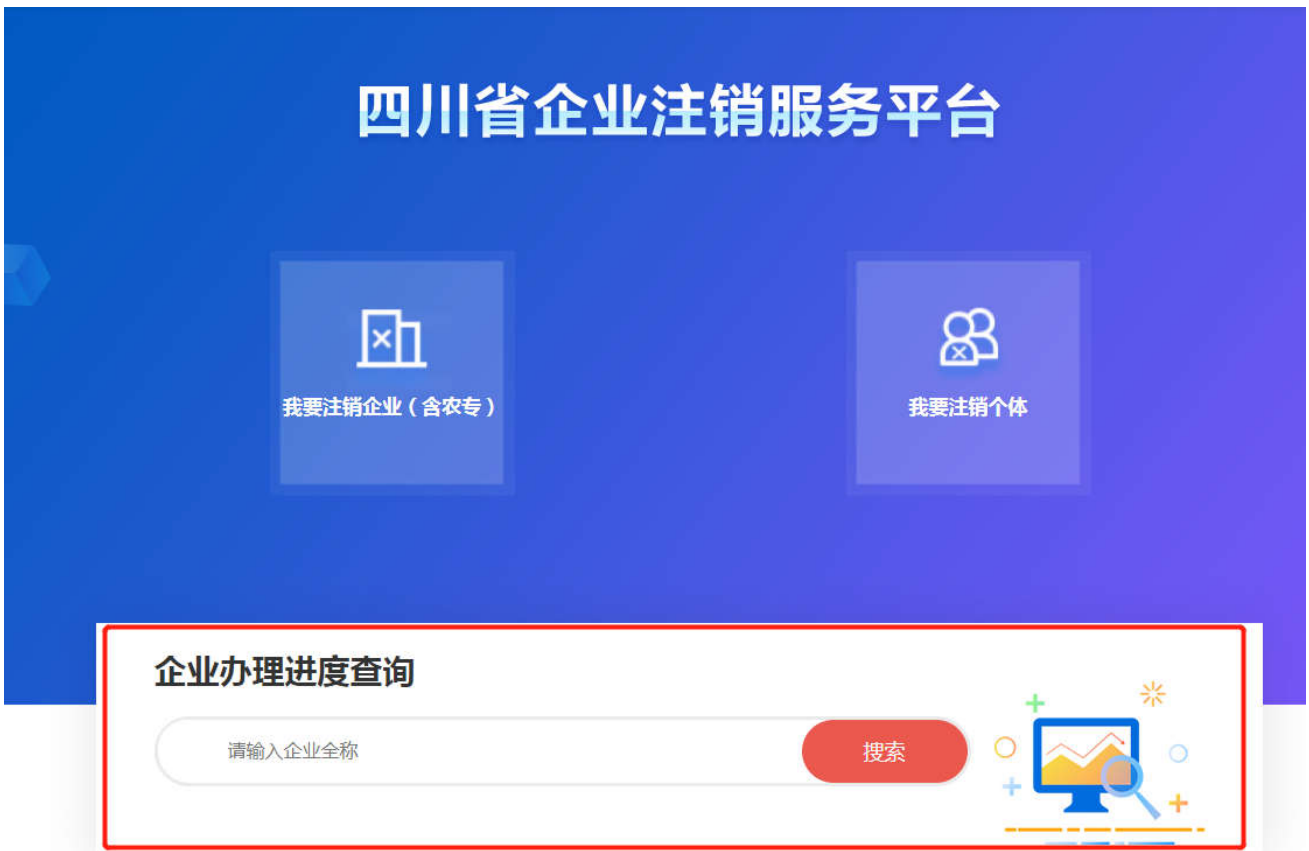 四川省企业注销服务平台
我要注销企业（含农专）
我要注销个体
企业办理进度查询
请输入企业全称
搜索